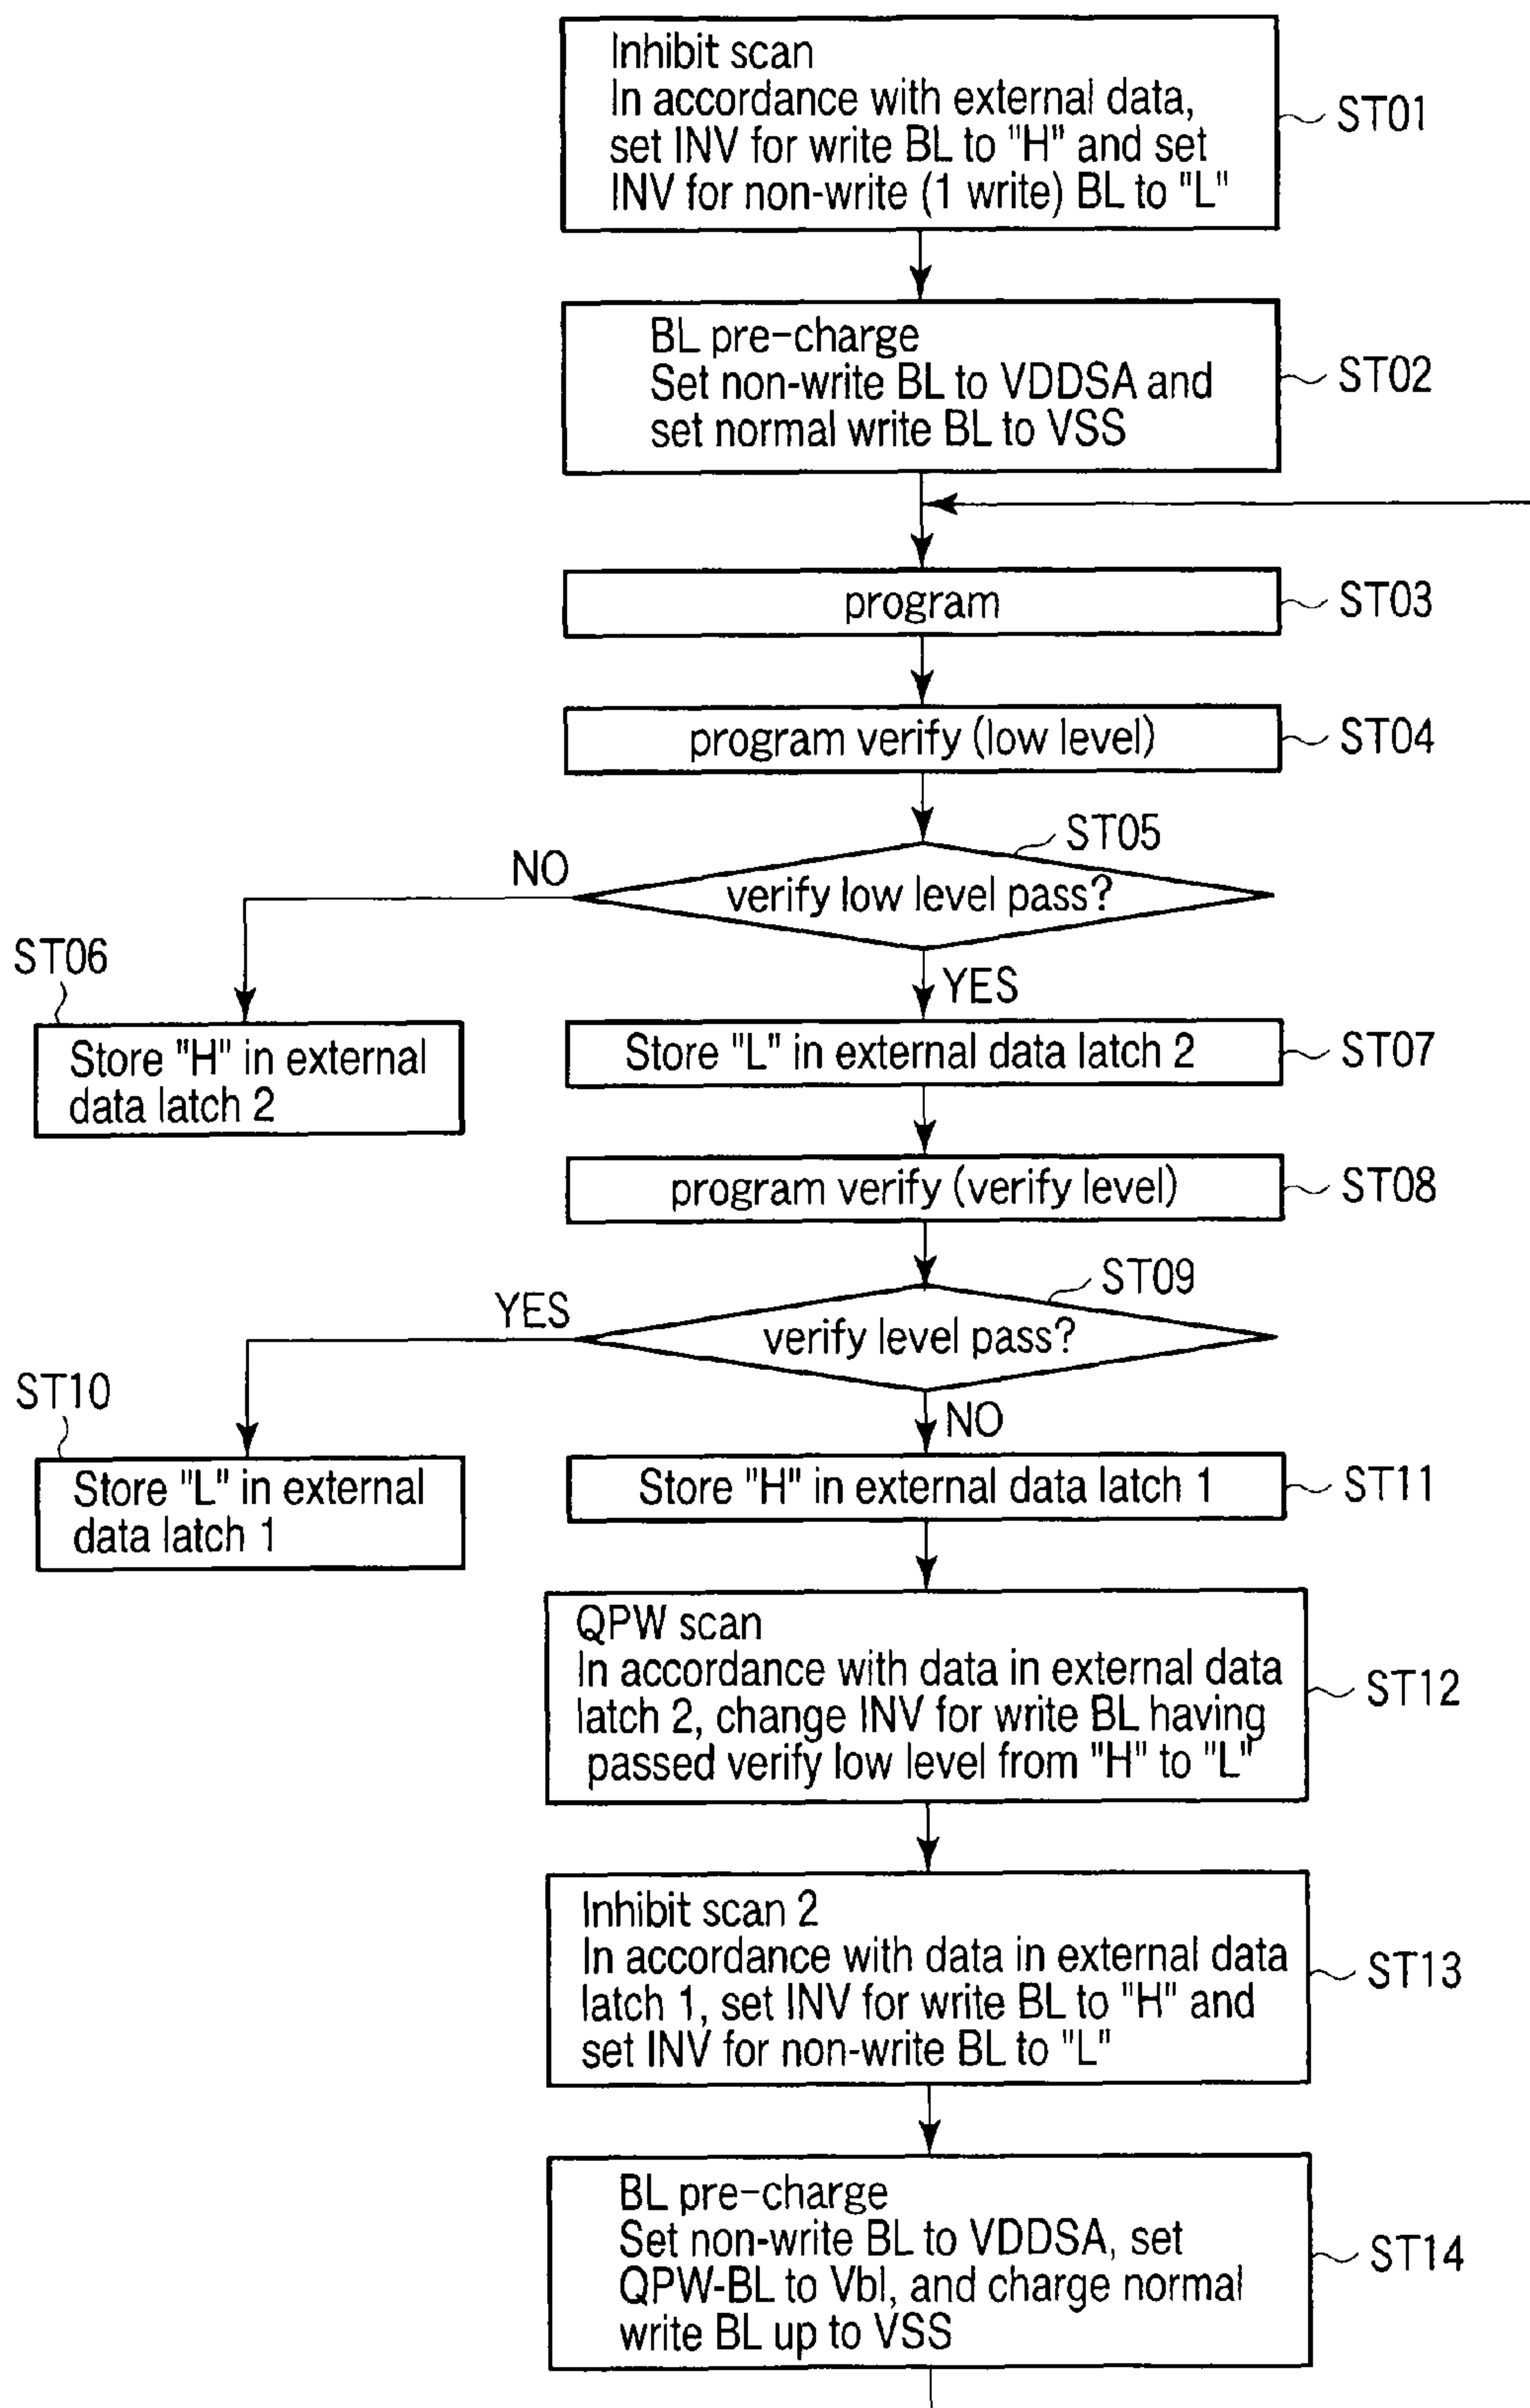 Inhibit scan
In accordance with external data,
set INV for write BL to "H" and set
INV for non-write (1 write) BL to "L"
ST01
BL pre-charge
Set non-write BL to VDDSA and
set normal write BL to VSS
ST02
program
ST03
program verify (low level)
ST04
ST05
NO
verify low level pass?
ST06
YES
Store "H" in external
data latch 2
Store "L" in external data latch 2
ST07
program verify (verify level)
ST08
ST09
YES
verify level pass?
ST10
NO
Store "L" in external
data latch 1
Store "H" in external data latch 1
ST11
QPW scan
In accordance with data in external data
latch 2, change INV for write BL having
passed verify low level from "H" to "L"
ST12
Inhibit scan 2
In accordance with data in external data
latch 1, set INV for write BL to "H" and
set INV for non-write BL to "L"
ST13
BL pre-charge
Set non-write BL to VDDSA, set
QPW-BL to Vbl, and charge normal
write BL up to VSS
ST14